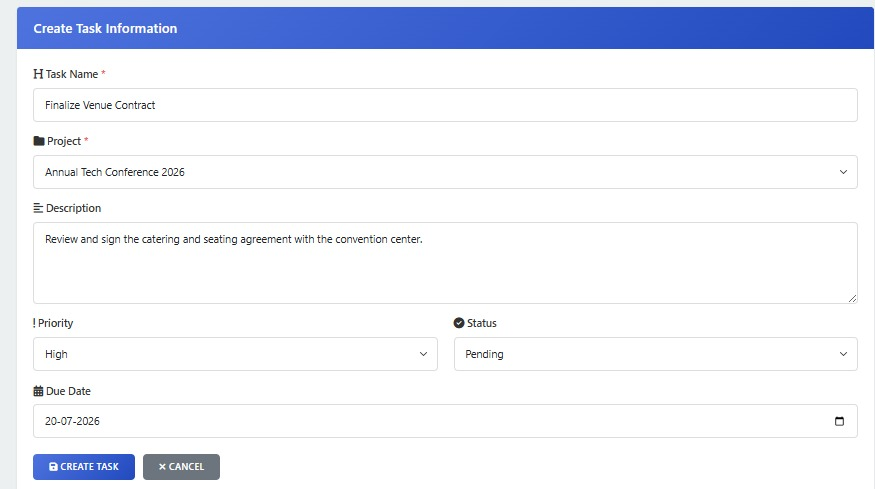 Create Task Information
Task Name *
Finalize Venue Contract
Project *
Annual Tech Conference 2026
Description
Review and sign the catering and seating agreement with the convention center.
Priority
Status
High
Pending
Due Date
20-07-2026
CREATE TASK
CANCEL